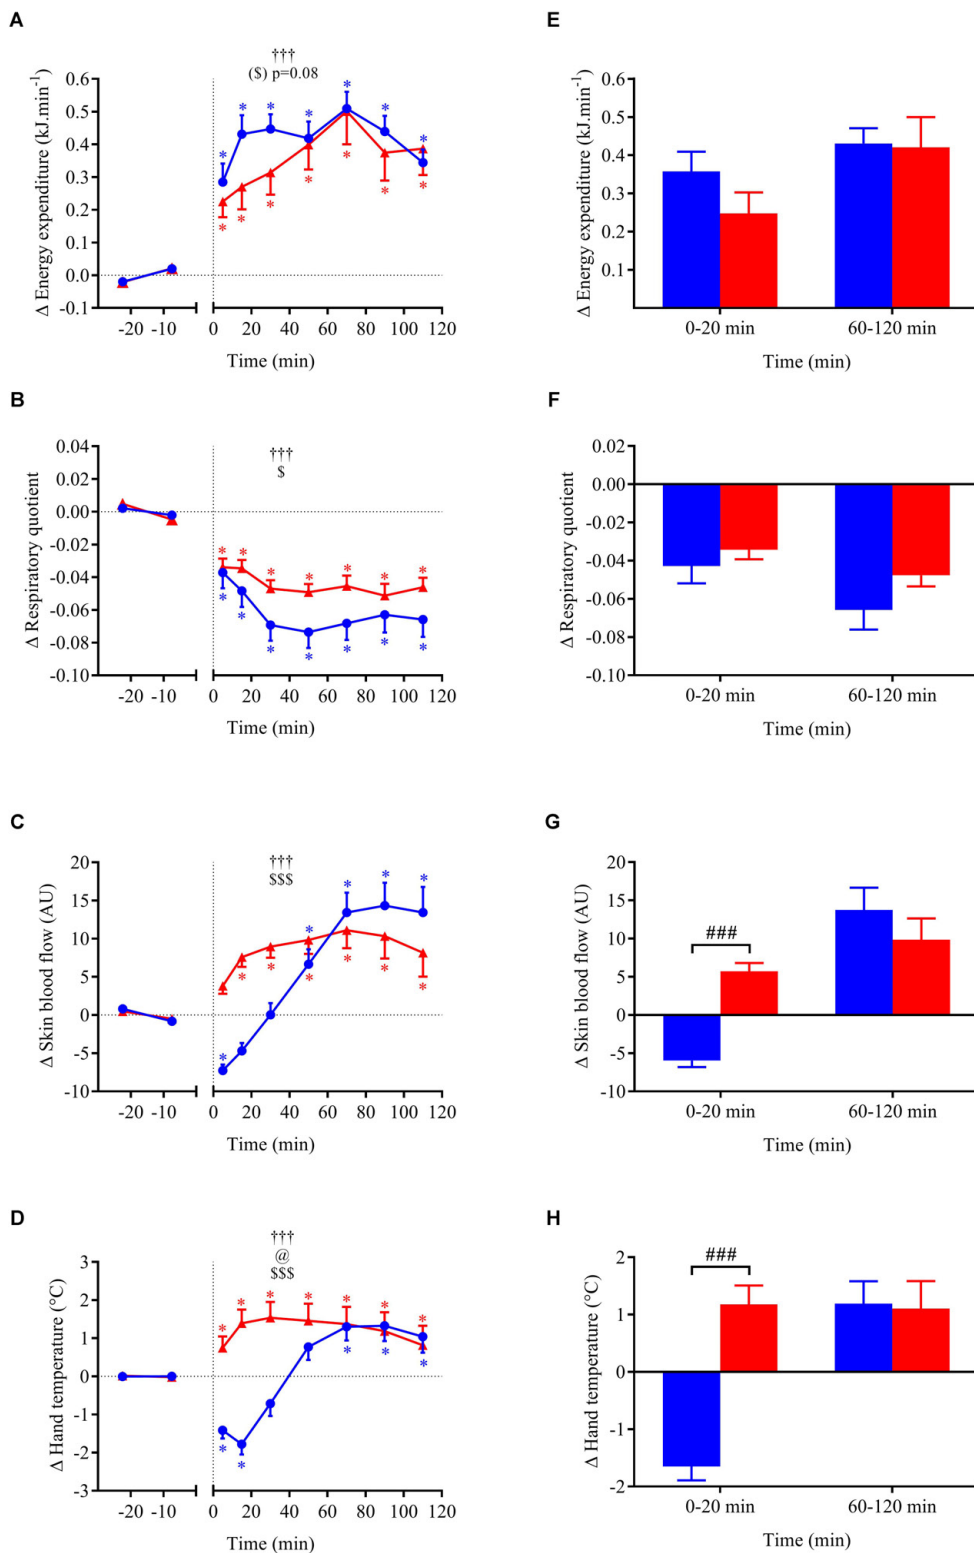 A
†††
($) p=0.08
Δ Energy expenditure (kJ.min⁻¹)
0.6
0.5
0.4
0.3
0.2
0.1
0.0
-0.1
* * * * * * *
* * * * * * *
-20 -10 0 20 40 60 80 100 120
Time (min)
E
Δ Energy expenditure (kJ.min⁻¹)
0.6
0.5
0.4
0.3
0.2
0.1
0-20 min 60-120 min
Time (min)
B
†††
$
Δ Respiratory quotient
0.04
0.02
0.00
-0.02
-0.04
-0.06
-0.08
-0.10
* * * * * * *
* * * * * * *
-20 -10 0 20 40 60 80 100 120
Time (min)
F
Δ Respiratory quotient
0.02
0.00
-0.02
-0.04
-0.06
-0.08
-0.10
0-20 min 60-120 min
Time (min)
C
†††
$$$
Δ Skin blood flow (AU)
20
15
10
5
0
-5
-10
* * * * *
* * * * * *
-20 -10 0 20 40 60 80 100 120
Time (min)
G
Δ Skin blood flow (AU)
20
15
10
5
0
-5
-10
###
0-20 min 60-120 min
Time (min)
D
†††
@
$$$
Δ Hand temperature (°C)
3
2
1
0
-1
-2
-3
* * * * * * *
* * * * *
-20 -10 0 20 40 60 80 100 120
Time (min)
H
Δ Hand temperature (°C)
2
1
0
-1
-2
###
0-20 min 60-120 min
Time (min)